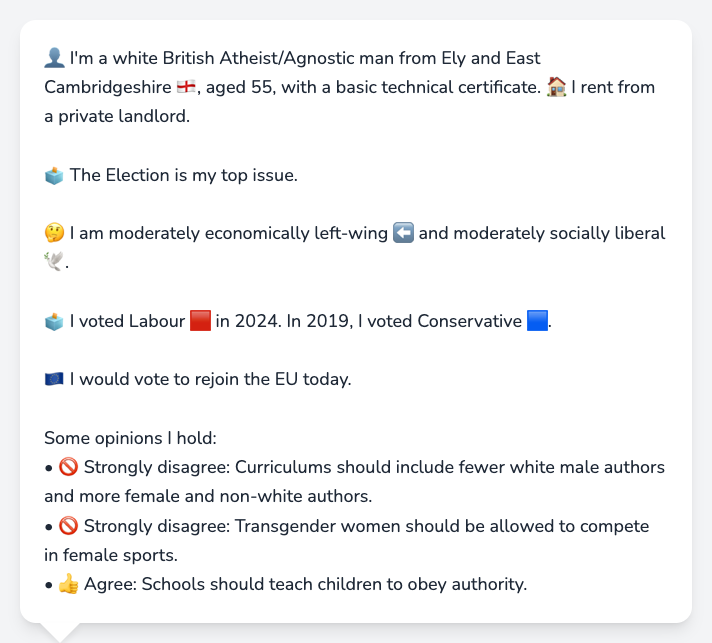 👤 I'm a white British Atheist/Agnostic man from Ely and East
Cambridgeshire 🏴󠁧󠁢󠁥󠁮󠁧󠁿, aged 55, with a basic technical certificate. 🏠 I rent from
a private landlord.
🗳️ The Election is my top issue.
🤔 I am moderately economically left-wing ⬅️ and moderately socially liberal
🕊️.
🗳️ I voted Labour 🟥 in 2024. In 2019, I voted Conservative 🟦.
🇪🇺 I would vote to rejoin the EU today.
Some opinions I hold:
• 🚫 Strongly disagree: Curriculums should include fewer white male authors
and more female and non-white authors.
• 🚫 Strongly disagree: Transgender women should be allowed to compete
in female sports.
• 👍 Agree: Schools should teach children to obey authority.